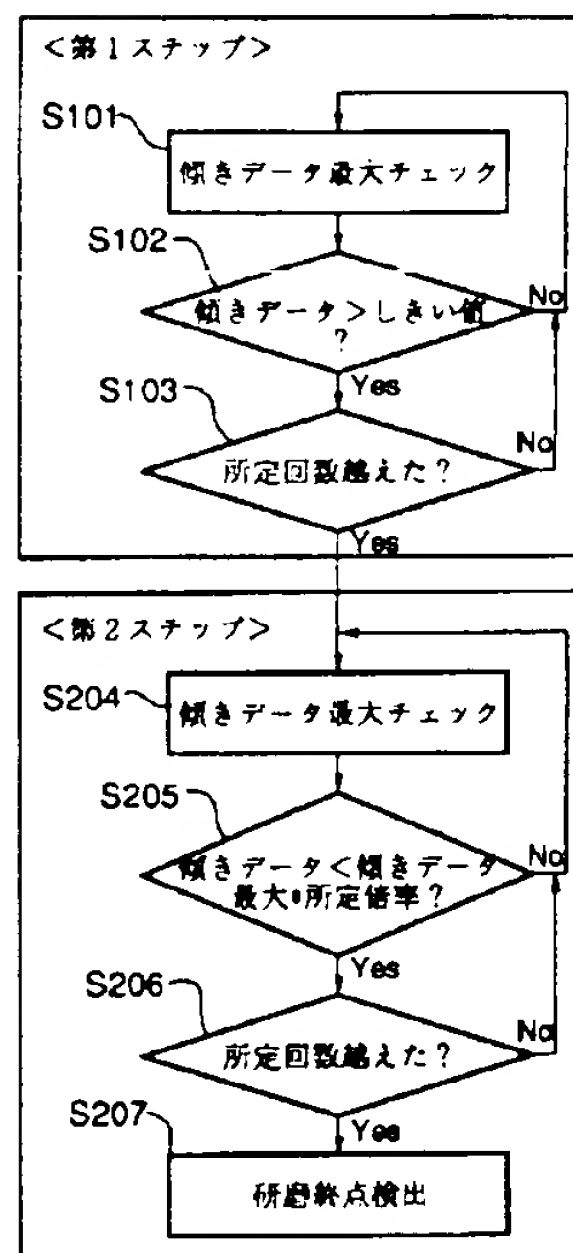 <第1ステップ>
S101
傾きデータ最大チェック
S102
傾きデータ>しきい値
?
No
Yes
S103
所定回数越えた?
No
Yes
<第2ステップ>
S204
傾きデータ最大チェック
S205
傾きデータ<傾きデータ
最大*所定倍率?
No
Yes
S206
所定回数越えた?
No
Yes
S207
研磨終点検出